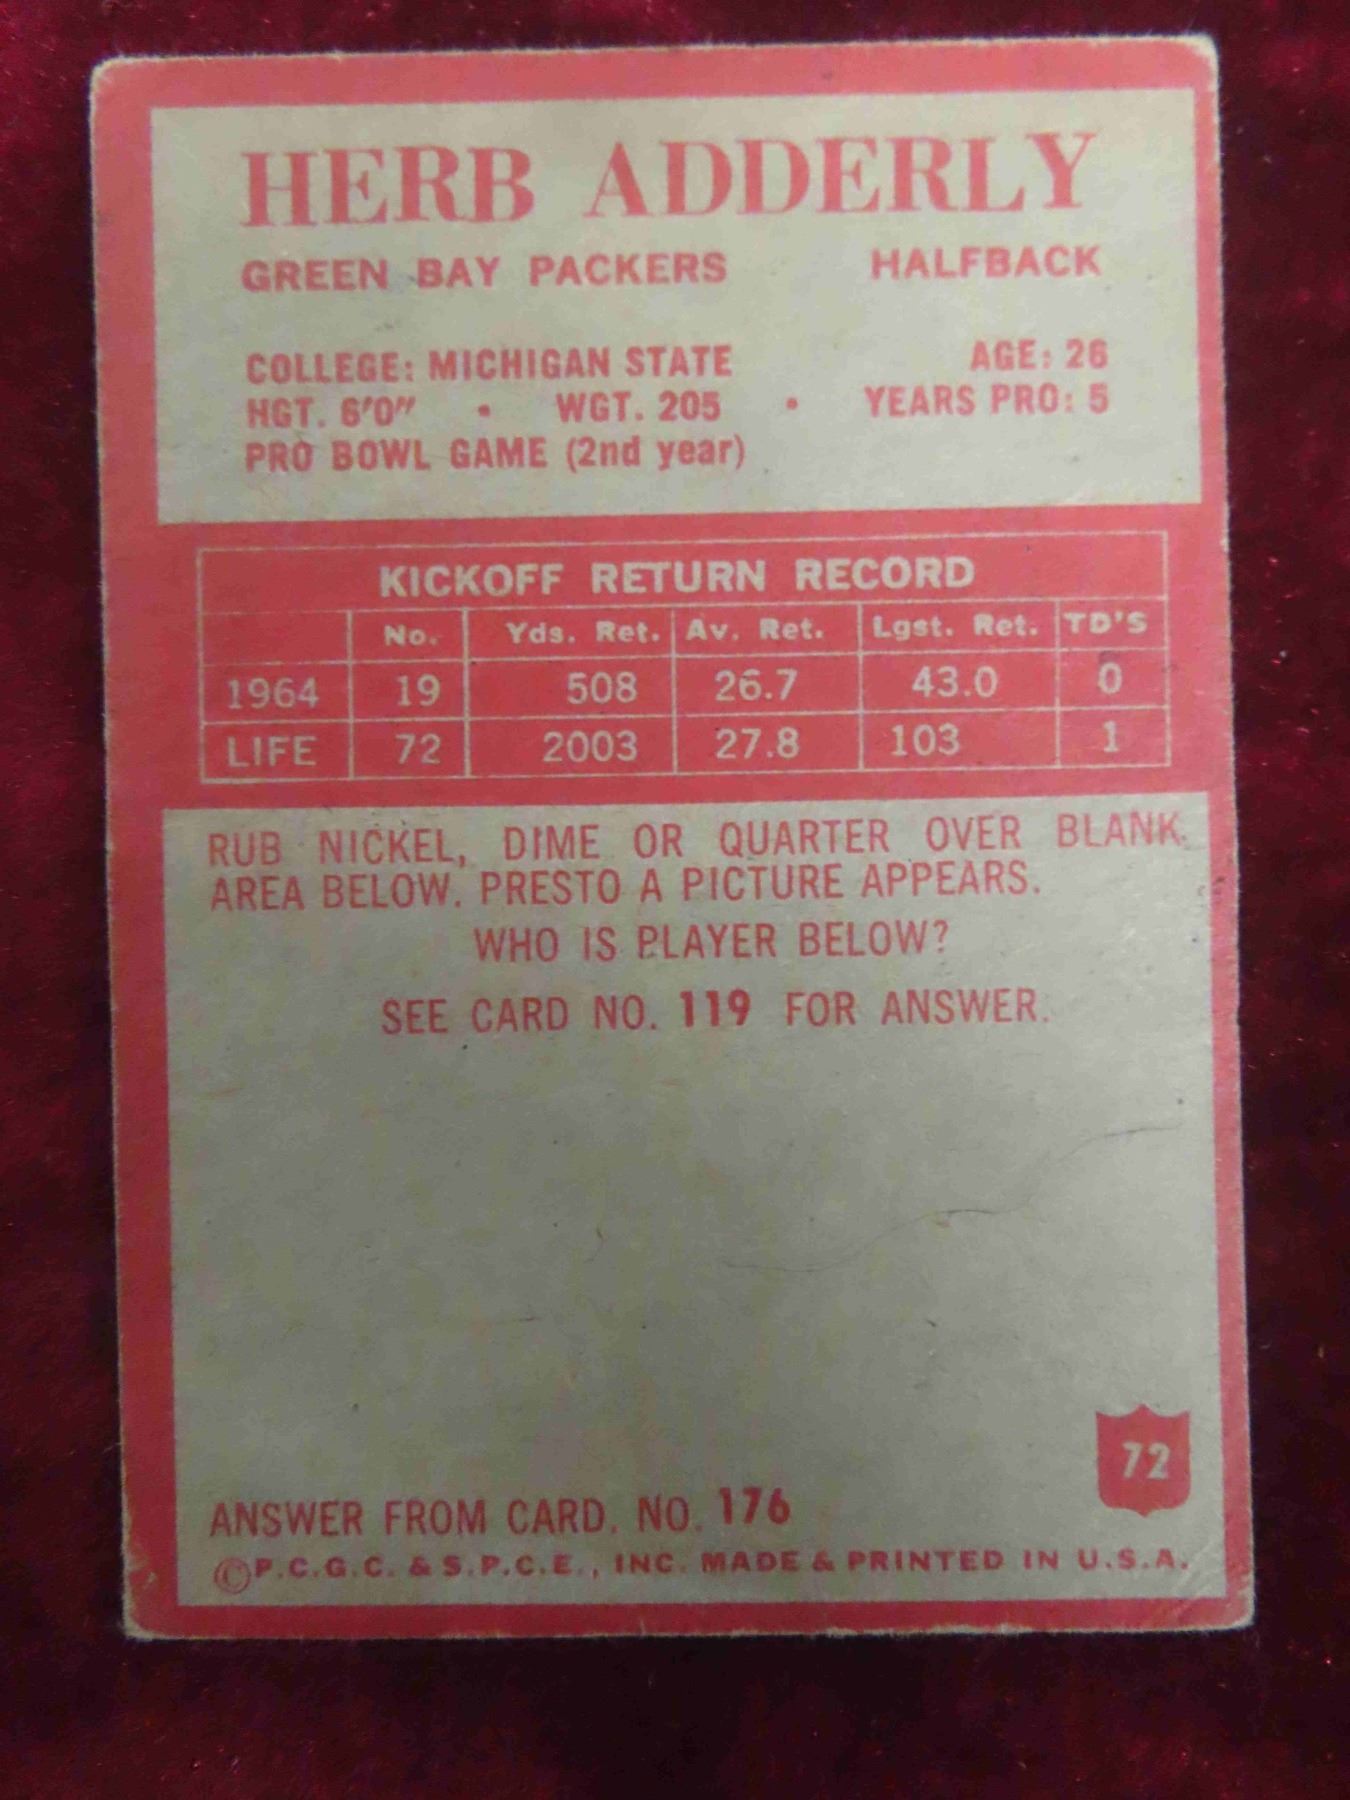 HERB ADDERLY
GREEN BAY PACKERS HALFBACK
COLLEGE: MICHIGAN STATE AGE: 26
HGT. 6'0" • WGT. 205 • YEARS PRO: 5
PRO BOWL GAME (2nd year)
KICKOFF RETURN RECORD
No. Yds. Ret. Av. Ret. Lgst. Ret. TD'S
1964 19 508 26.7 43.0 0
LIFE 72 2003 27.8 103 1
RUB NICKEL, DIME OR QUARTER OVER BLANK
AREA BELOW. PRESTO A PICTURE APPEARS.
WHO IS PLAYER BELOW?
SEE CARD NO. 119 FOR ANSWER.
72
ANSWER FROM CARD. NO. 176
©P.C.G.C. & S.P.C.E., INC. MADE & PRINTED IN U.S.A.